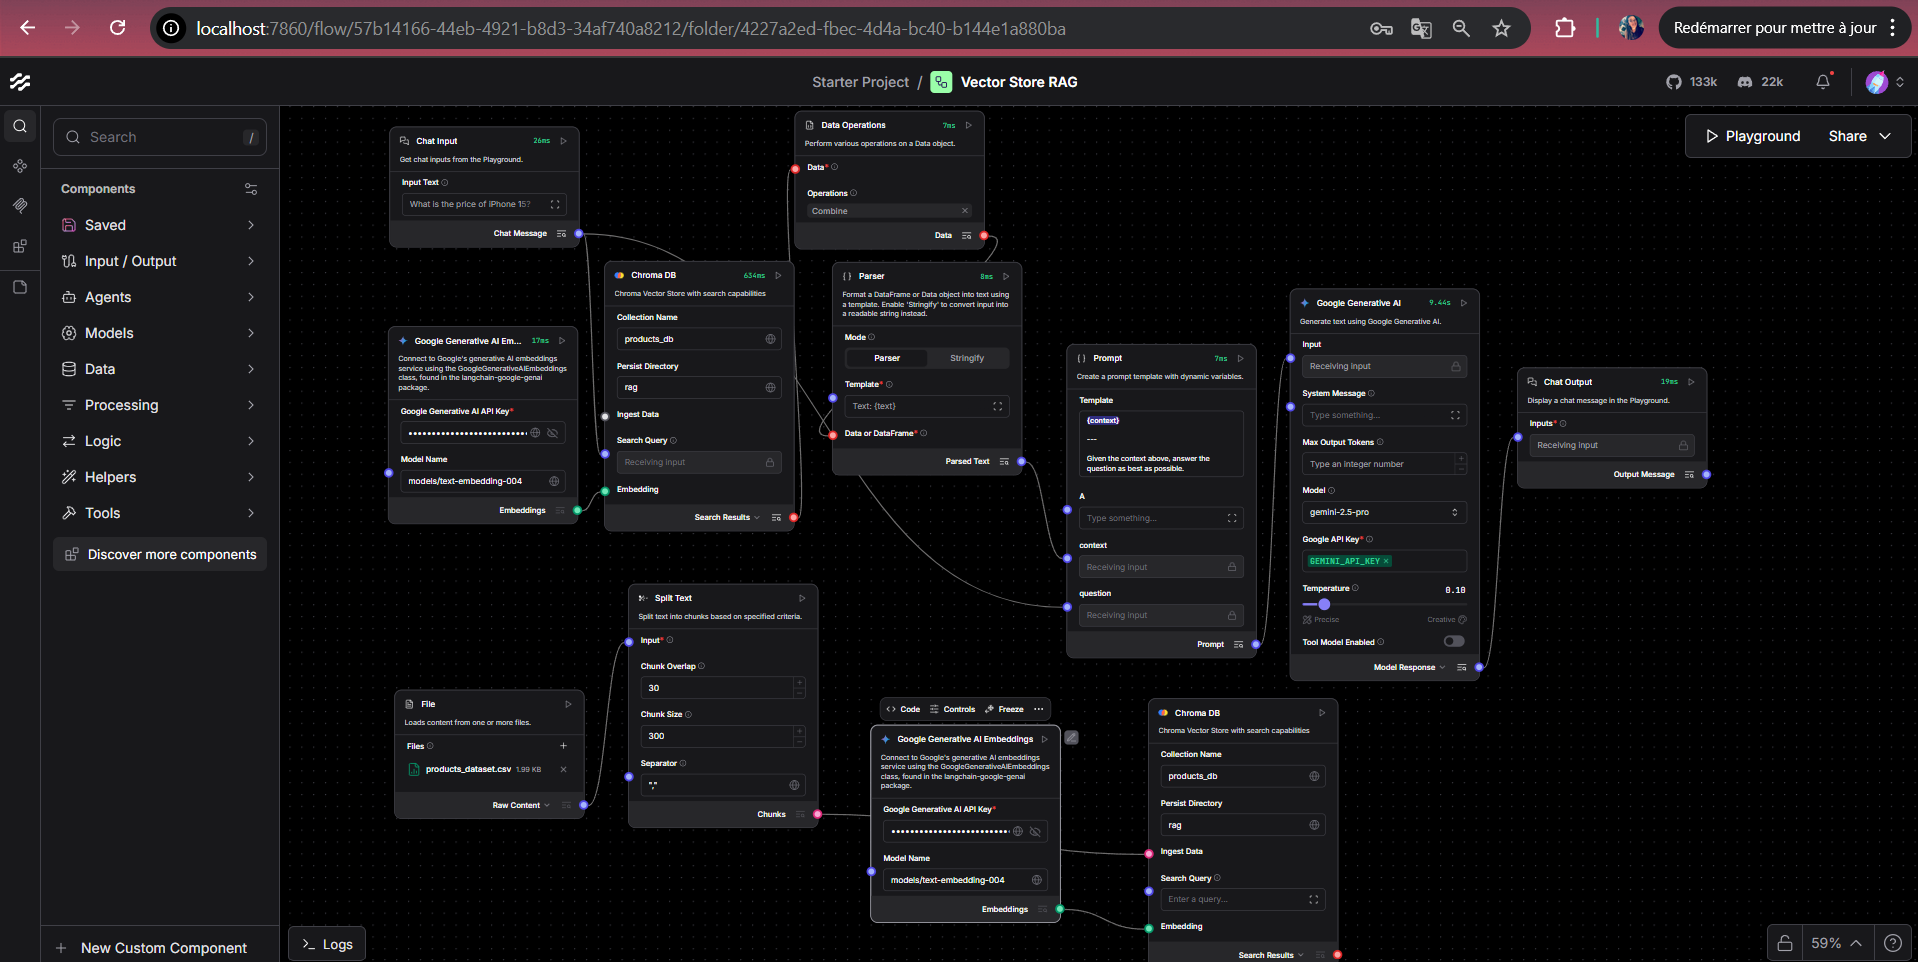 localhost:7860/flow/57b14166-44eb-4921-b8d3-34af740a8212/folder/4227a2ed-fbec-4d4a-bc40-b144e1a880ba
Redémarrer pour mettre à jour
Starter Project / Vector Store RAG
133k
22k
Search /
Playground
Share
Components
Saved
Input / Output
Agents
Models
Data
Processing
Logic
Helpers
Tools
Discover more components
New Custom Component
Logs
59%
Chat Input 26ms
Get chat inputs from the Playground.
Input Text
What is the price of iPhone 15?
Chat Message
Data Operations 7ms
Perform various operations on a Data object.
Data*
Operations
Combine
Data
Google Generative AI Em... 17ms
Connect to Google's generative AI embeddings
service using the GoogleGenerativeAIEmbeddings
class, found in the langchain-google-genai
package.
Google Generative AI API Key*
Model Name
models/text-embedding-004
Embeddings
Chroma DB 634ms
Chroma Vector Store with search capabilities
Collection Name
products_db
Persist Directory
rag
Ingest Data
Search Query
Receiving input
Embedding
Search Results
Parser 8ms
Format a DataFrame or Data object into text using
a template. Enable 'Stringify' to convert input into
a readable string instead.
Mode
Parser Stringify
Template*
Text: {text}
Data or DataFrame*
Parsed Text
Prompt 7ms
Create a prompt template with dynamic variables.
Template
{context}
---
Given the context above, answer the
question as best as possible.
A
Type something...
context
Receiving input
question
Receiving input
Prompt
Google Generative AI 9.44s
Generate text using Google Generative AI.
Input
Receiving input
System Message
Type something...
Max Output Tokens
Type an integer number
Model
gemini-2.5-pro
Google API Key*
GEMINI_API_KEY
Temperature 0.10
Precise Creative
Tool Model Enabled
Model Response
Chat Output 19ms
Display a chat message in the Playground.
Inputs*
Receiving input
Output Message
File
Loads content from one or more files.
Files
products_dataset.csv 1.99 KB
Raw Content
Split Text
Split text into chunks based on specified criteria.
Input*
Chunk Overlap
30
Chunk Size
300
Separator
","
Chunks
Code Controls Freeze
Google Generative AI Embeddings
Connect to Google's generative AI embeddings
service using the GoogleGenerativeAIEmbeddings
class, found in the langchain-google-genai
package.
Google Generative AI API Key*
Model Name
models/text-embedding-004
Embeddings
Chroma DB
Chroma Vector Store with search capabilities
Collection Name
products_db
Persist Directory
rag
Ingest Data
Search Query
Enter a query...
Embedding
Search Results